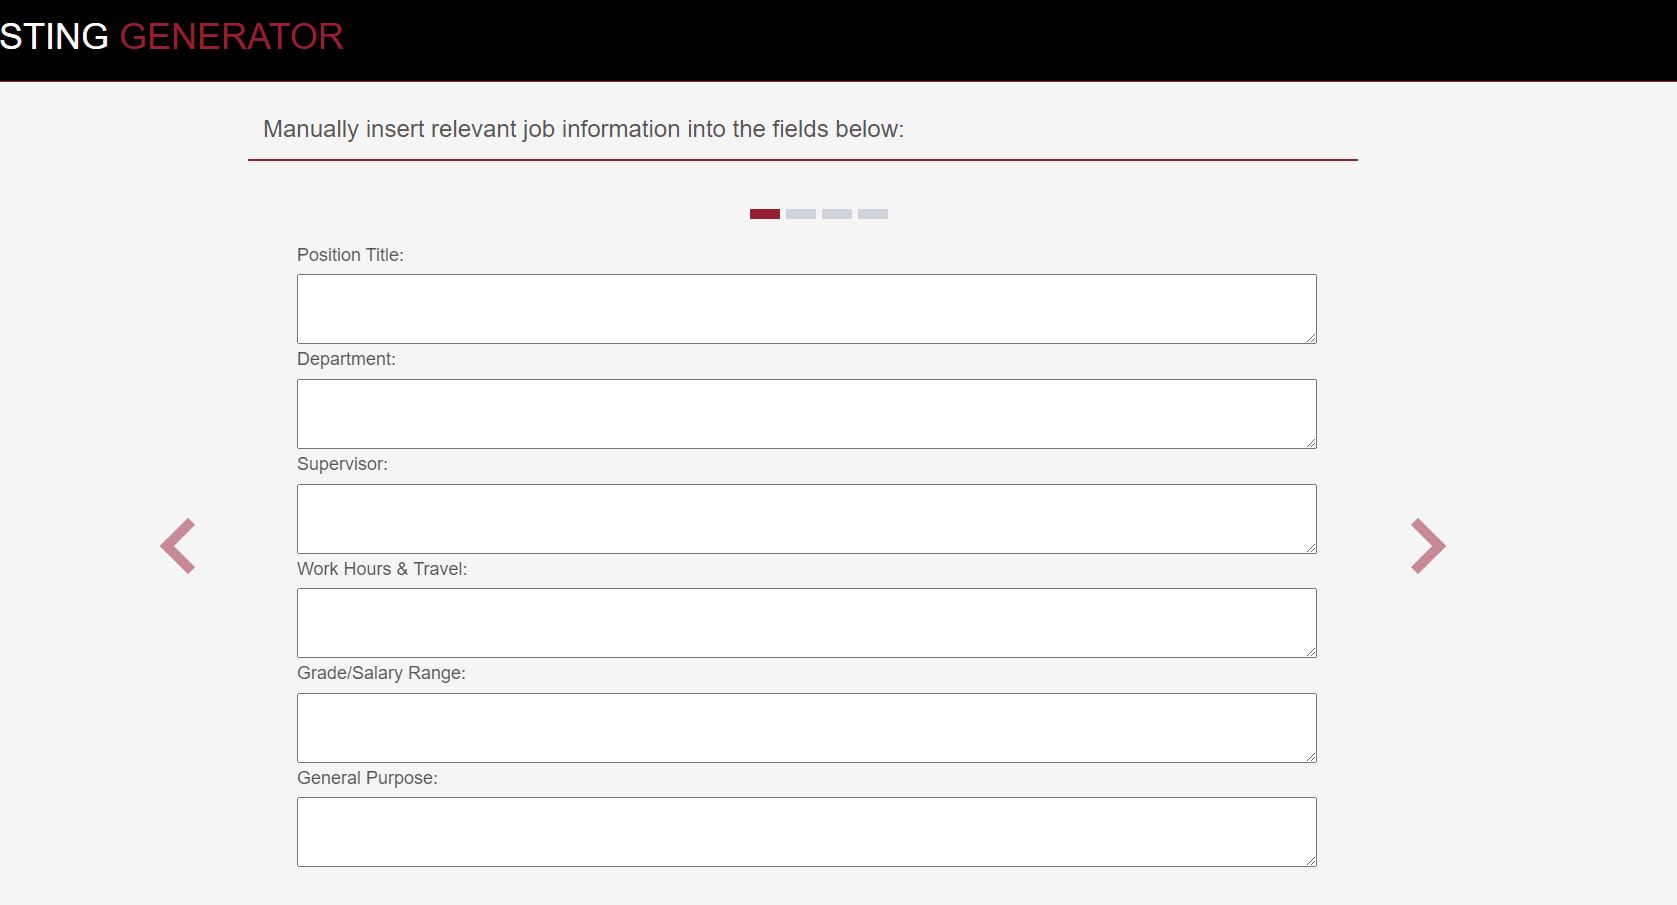 STING GENERATOR
Manually insert relevant job information into the fields below:
Position Title:
Department:
Supervisor:
Work Hours & Travel:
Grade/Salary Range:
General Purpose: